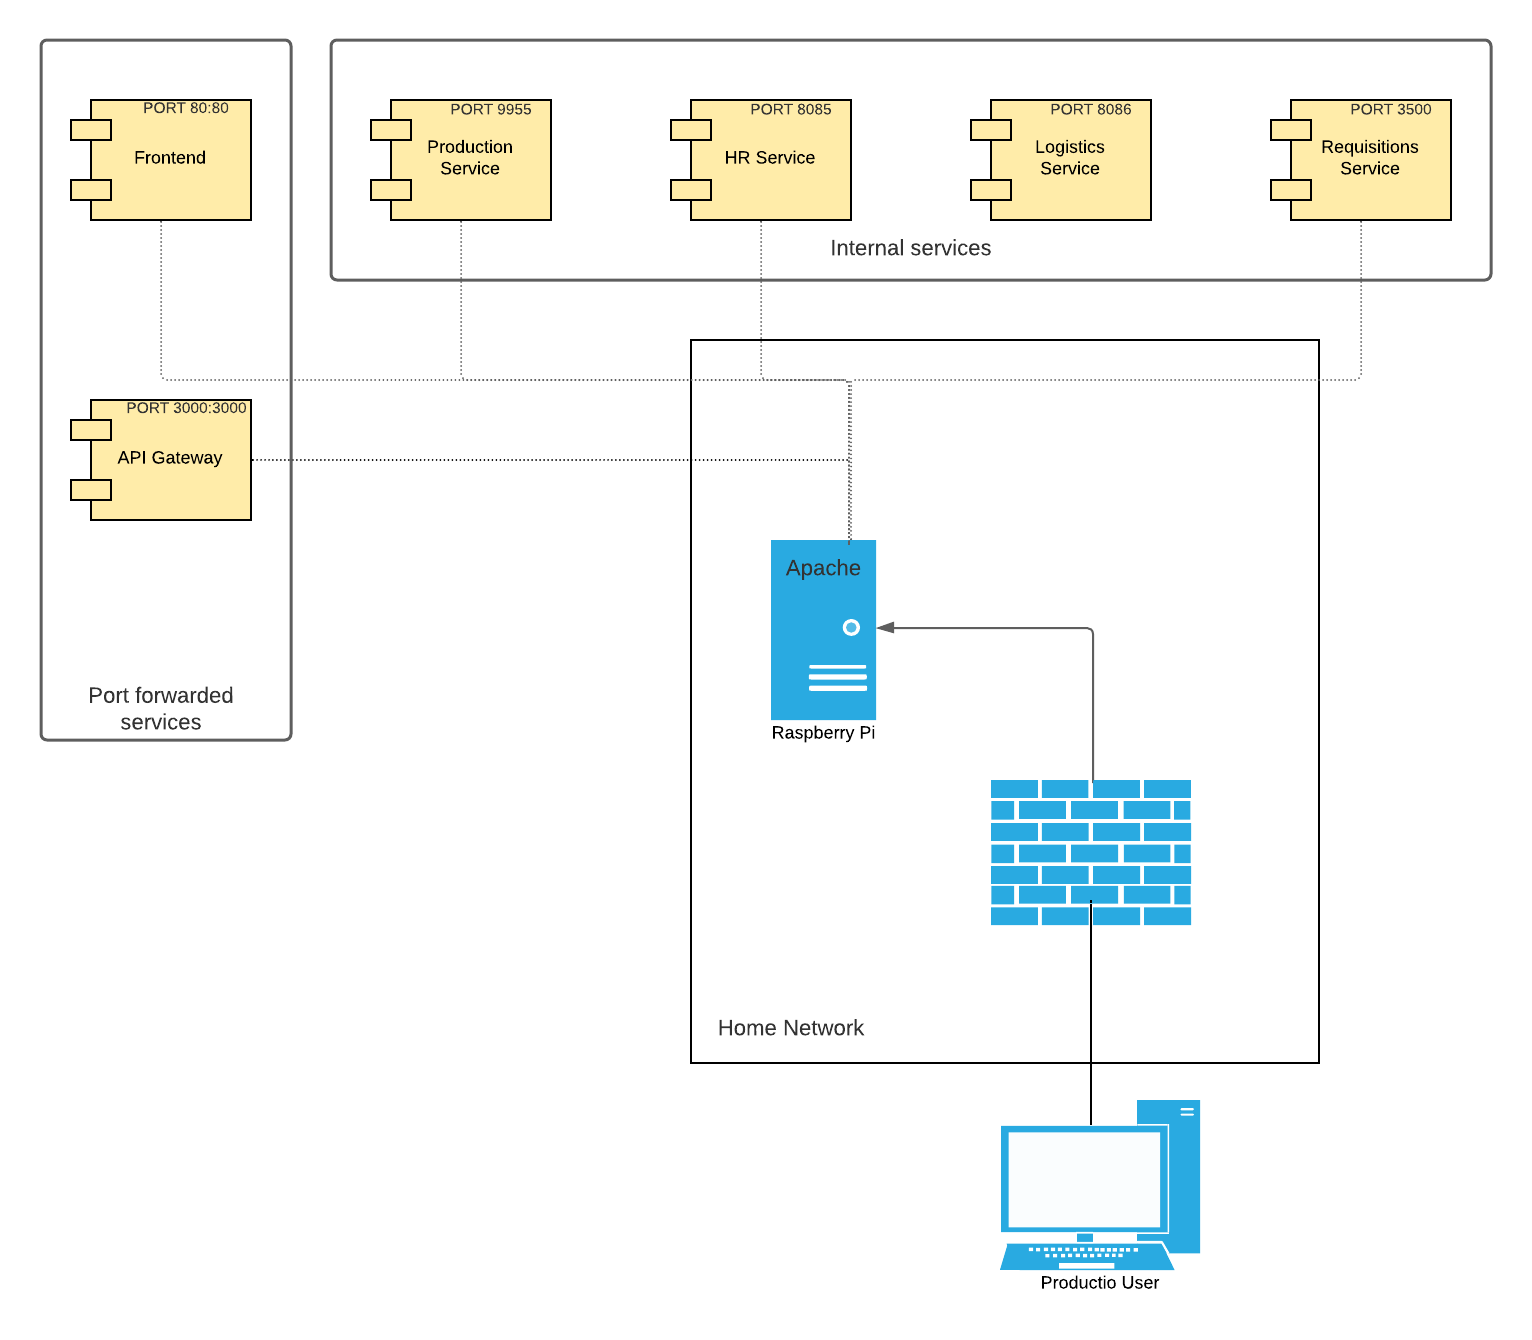 PORT 80:80
Frontend
PORT 9955
Production
Service
PORT 8085
HR Service
PORT 8086
Logistics
Service
PORT 3500
Requisitions
Service
Internal services
PORT 3000:3000
API Gateway
Port forwarded
services
Apache
Raspberry Pi
Home Network
Productio User